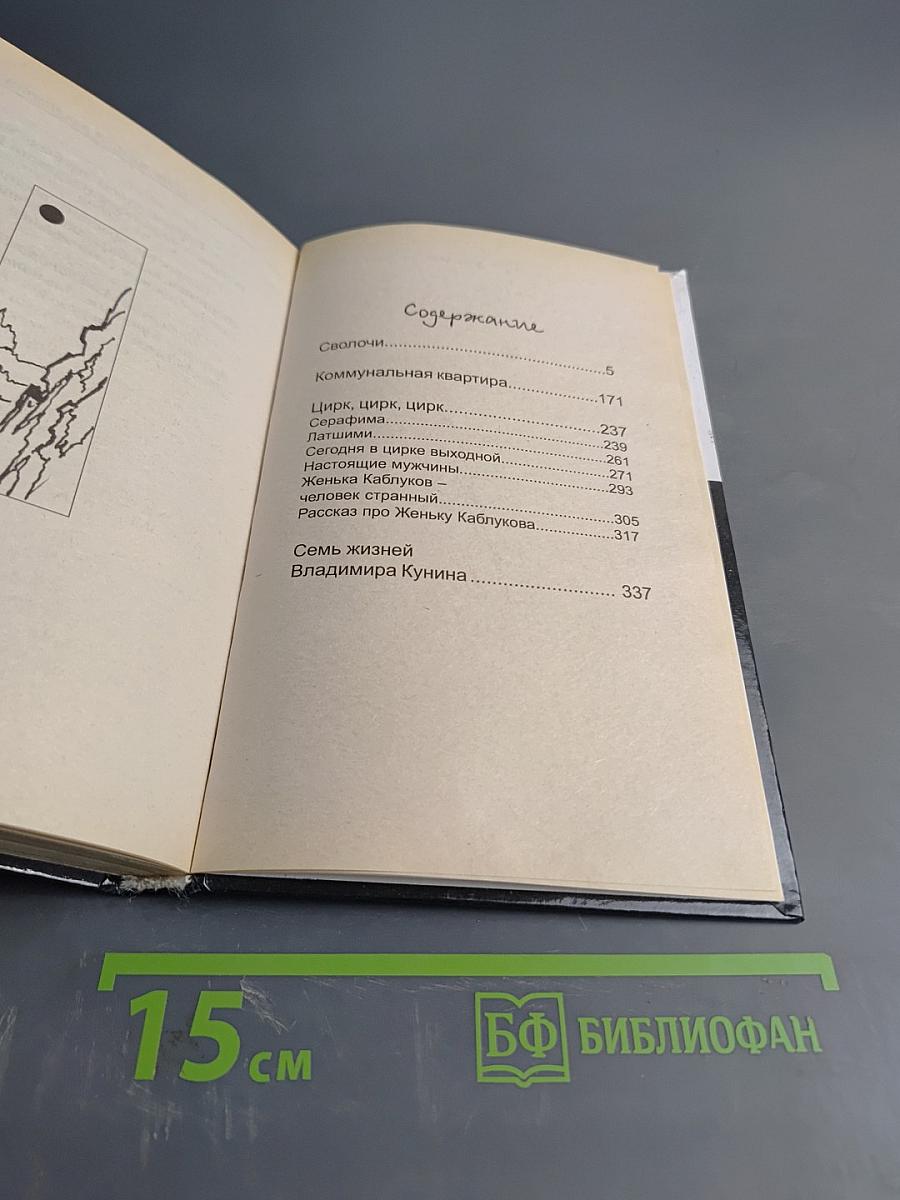 Содержание
Сволочи..........................................5
Коммунальная квартира................171
Цирк, цирк, цирк............................237
Серафима.......................................239
Латшими.........................................261
Сегодня в цирке выходной....................271
Настоящие мужчины............................293
Женька Каблуков –
человек странный................................305
Рассказ про Женьку Каблукова...............317
Семь жизней
Владимира Кунина......................... 337
15 см
БФ БИБЛИОФАН